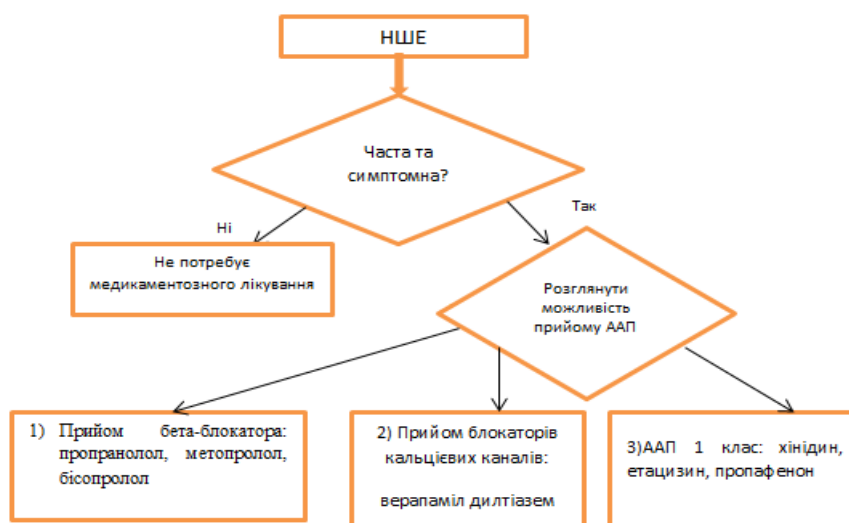 НШЕ
Часта та
симптомна?
Ні
Так
Не потребує
медикаментозного лікування
Розглянути
можливість
прийому ААП
1) Прийом бета-блокатора:
пропранолол, метопролол,
бісопролол
2) Прийом блокаторів
кальцієвих каналів:
верапаміл дилтіазем
3)ААП 1 клас: хінідин,
етацизин, пропафенон